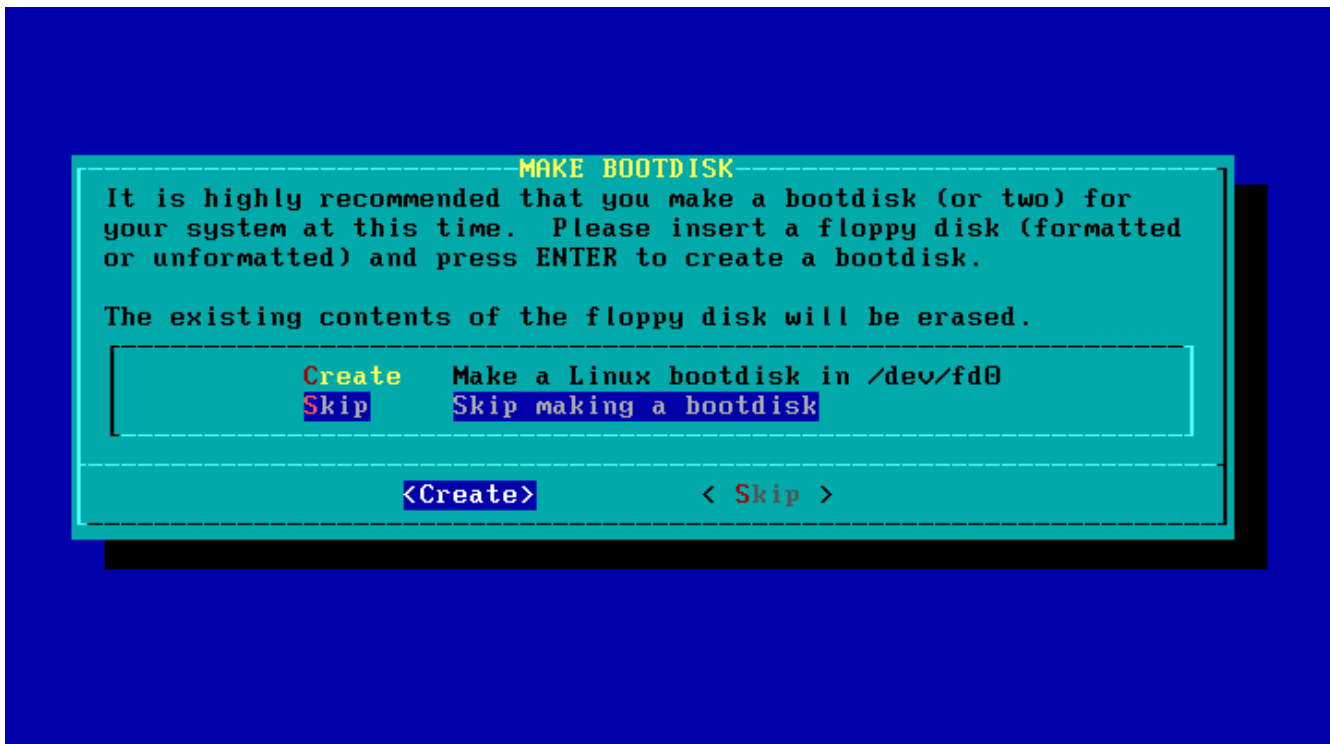 MAKE BOOTDISK
It is highly recommended that you make a bootdisk (or two) for
your system at this time.  Please insert a floppy disk (formatted
or unformatted) and press ENTER to create a bootdisk.
The existing contents of the floppy disk will be erased.
Create   Make a Linux bootdisk in /dev/fd0
Skip     Skip making a bootdisk
<Create>          < Skip >